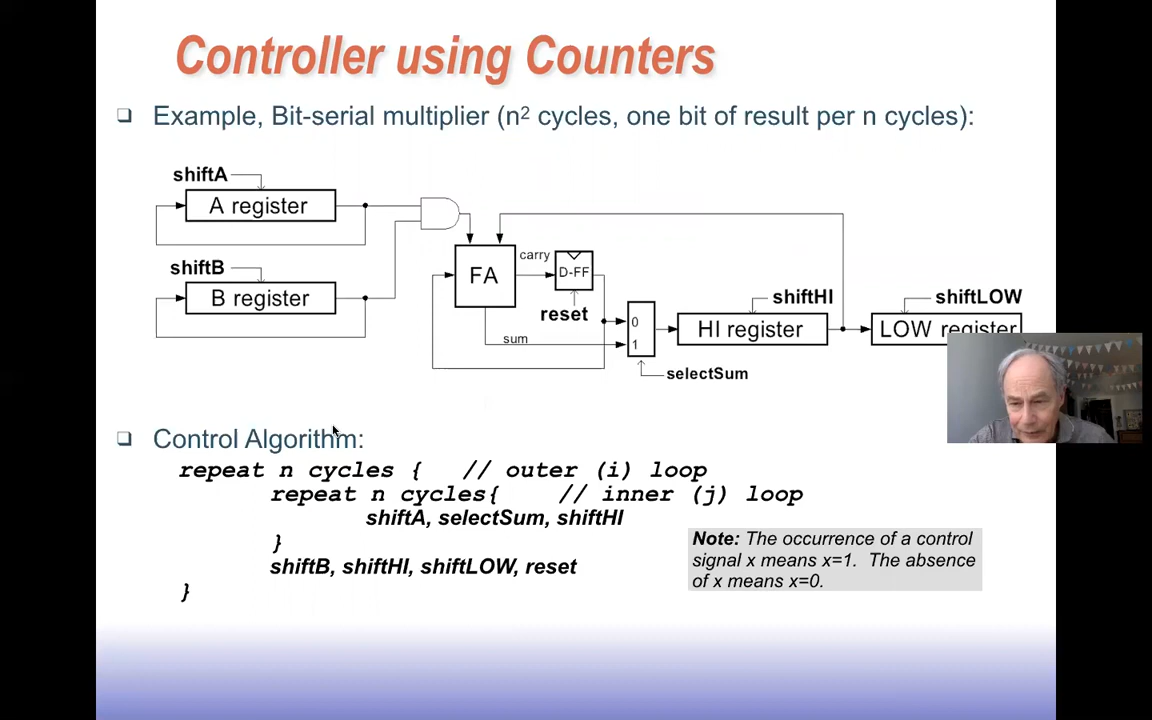 Controller using Counters
Example, Bit-serial multiplier (n² cycles, one bit of result per n cycles):
shiftA
A register
shiftB
B register
FA
carry
D-FF
reset
sum
0
1
selectSum
shiftHI
HI register
shiftLOW
LOW register
Control Algorithm:
repeat n cycles { // outer (i) loop
repeat n cycles{ // inner (j) loop
shiftA, selectSum, shiftHI
}
shiftB, shiftHI, shiftLOW, reset
}
Note: The occurrence of a control
signal x means x=1. The absence
of x means x=0.